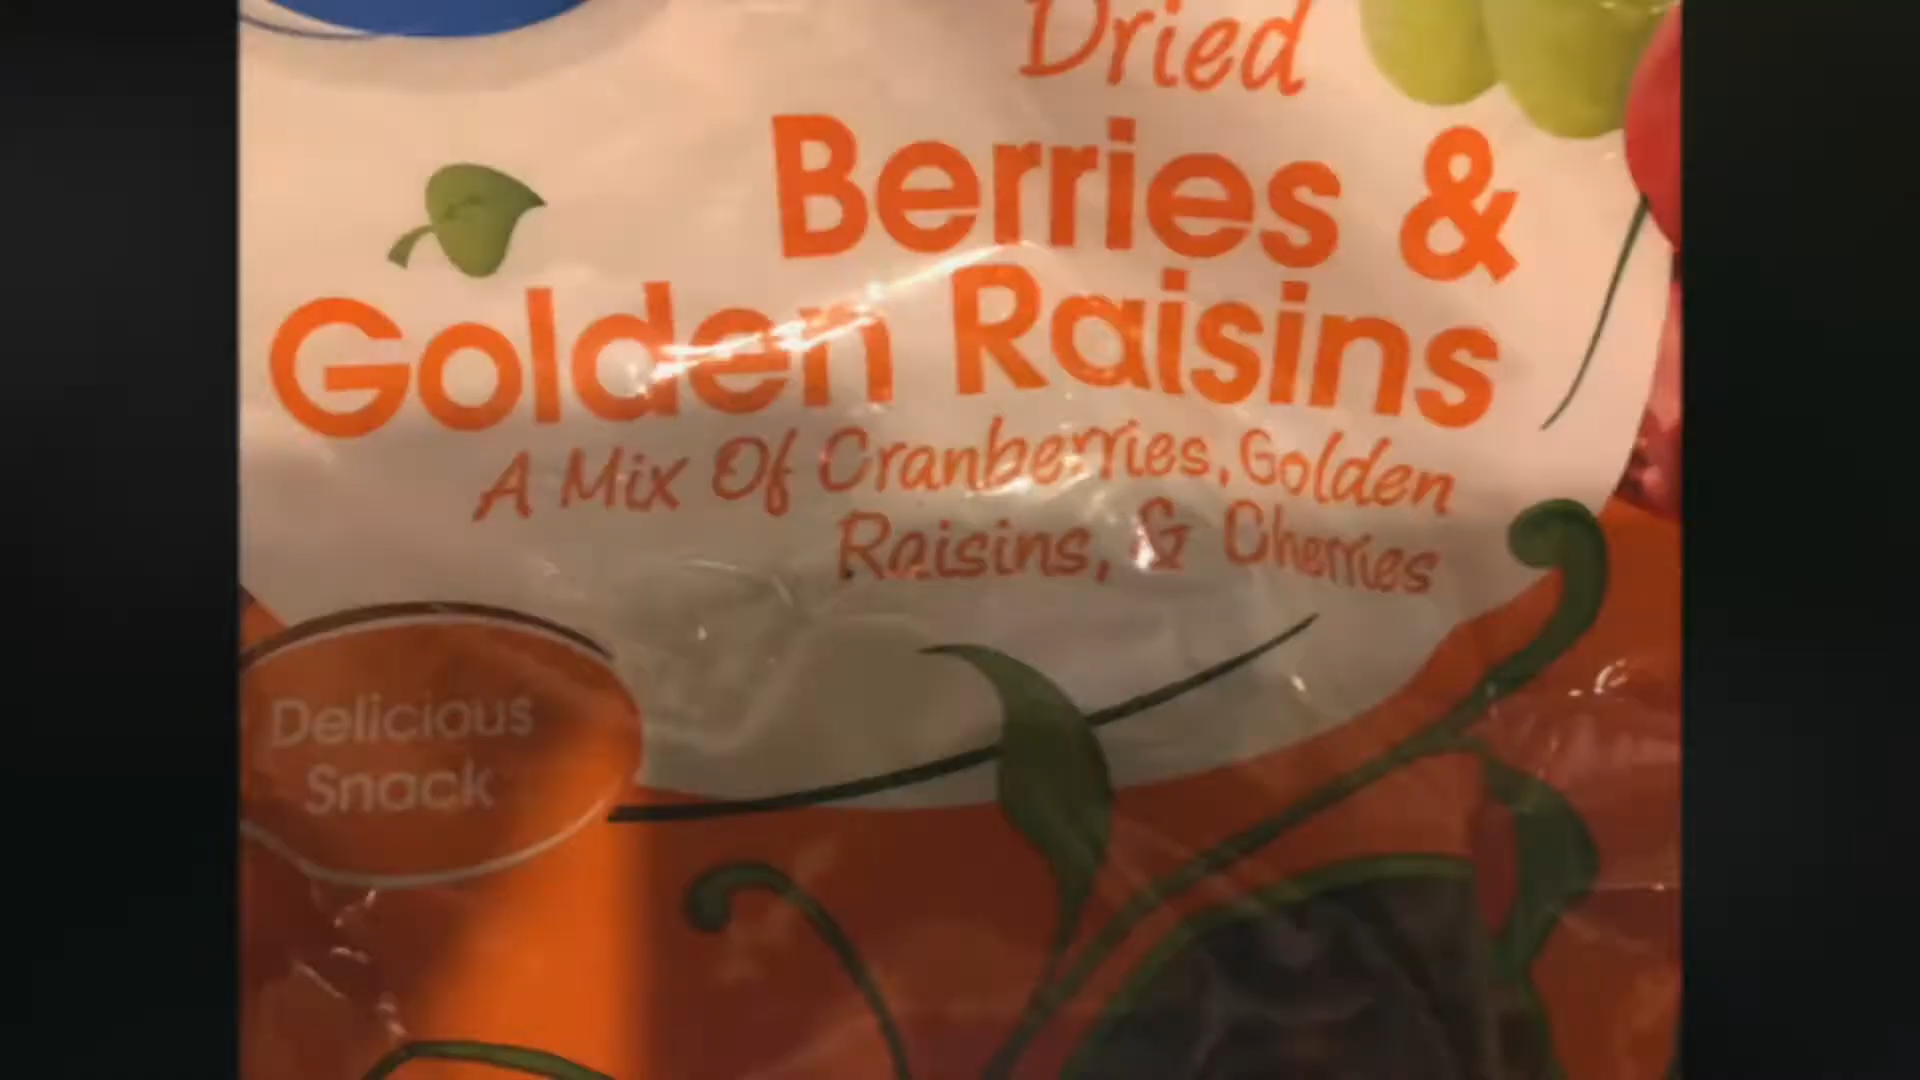 Dried
Berries &
Golden Raisins
A Mix Of Cranberries, Golden
Raisins, & Cherries
Delicious
Snack